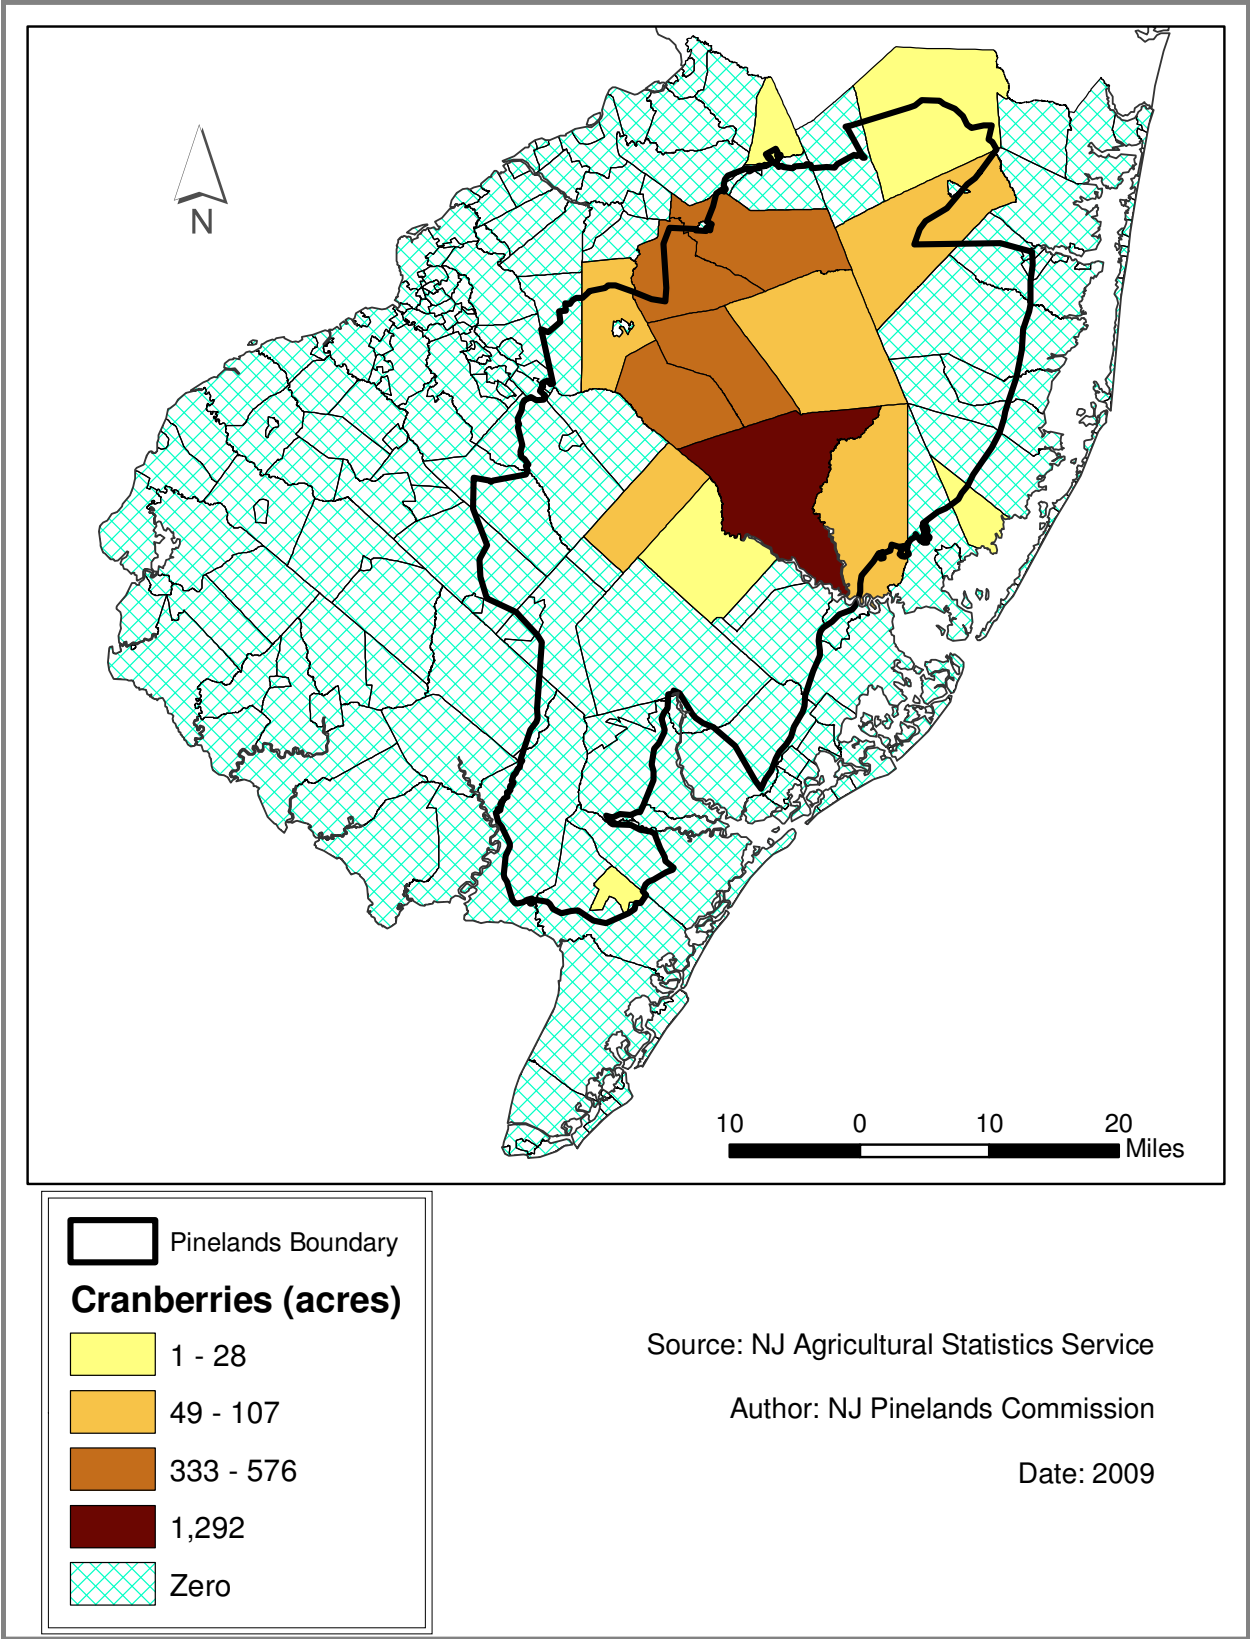 N
10 0 10 20
Miles
Pinelands Boundary
Cranberries (acres)
1 - 28
49 - 107
333 - 576
1,292
Zero
Source: NJ Agricultural Statistics Service
Author: NJ Pinelands Commission
Date: 2009